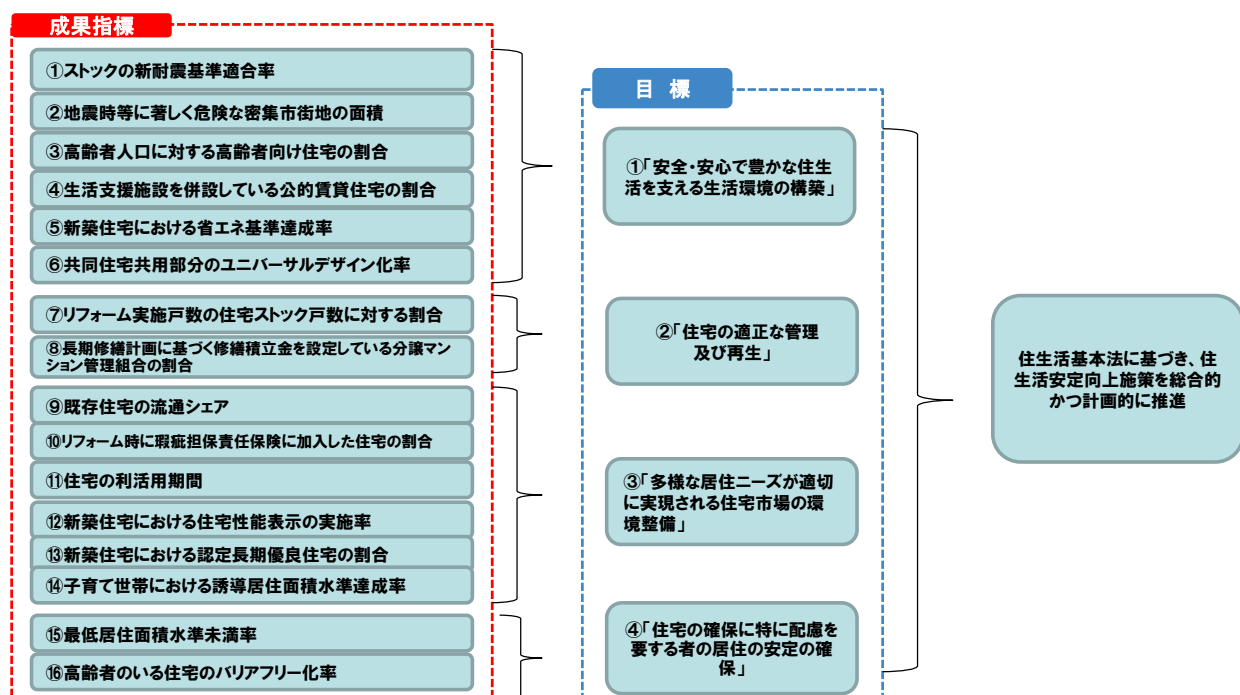 成果指標
①ストックの新耐震基準適合率
②地震時等に著しく危険な密集市街地の面積
③高齢者人口に対する高齢者向け住宅の割合
④生活支援施設を併設している公的賃貸住宅の割合
⑤新築住宅における省エネ基準達成率
⑥共同住宅共用部分のユニバーサルデザイン化率
⑦リフォーム実施戸数の住宅ストック戸数に対する割合
⑧長期修繕計画に基づく修繕積立金を設定している分譲マン
ション管理組合の割合
⑨既存住宅の流通シェア
⑩リフォーム時に瑕疵担保責任保険に加入した住宅の割合
⑪住宅の利活用期間
⑫新築住宅における住宅性能表示の実施率
⑬新築住宅における認定長期優良住宅の割合
⑭子育て世帯における誘導居住面積水準達成率
⑮最低居住面積水準未満率
⑯高齢者のいる住宅のバリアフリー化率
目 標
①「安全・安心で豊かな住生
活を支える生活環境の構築」
②「住宅の適正な管理
及び再生」
③「多様な居住ニーズが適切
に実現される住宅市場の環
境整備」
④「住宅の確保に特に配慮を
要する者の居住の安定の確
保」
住生活基本法に基づき、住
生活安定向上施策を総合的
かつ計画的に推進